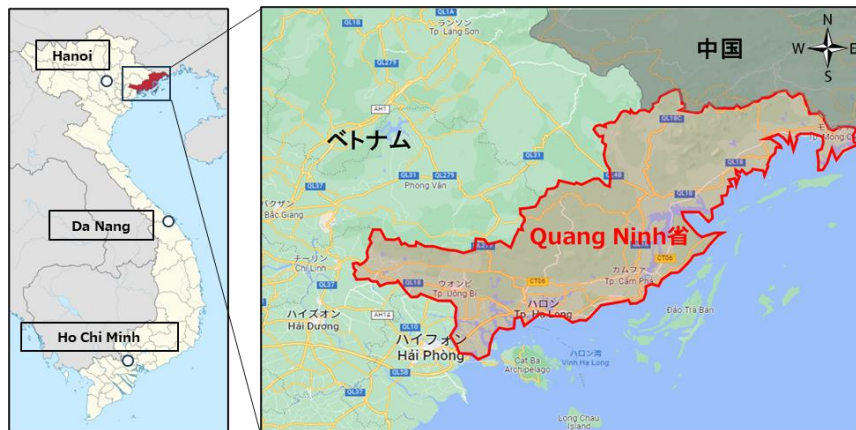 Hanoi
Da Nang
Ho Chi Minh
中国
N
W
E
S
ベトナム
Quang Ninh省
QL1B
ランソン
Tp. Lạng Sơn
QL1A
QL279
AH1
QL18C
QL31
QL279
QL37
Phong Vân
QL31
QL18
QL18
バクザン
Bắc Giang
QL37
チーリン
Chí Linh
QL37
QL18
ウオンビ
Tp. Uông Bí
CT06
カムファ
Tp. Cẩm Phả
CT06
ハロン
Tp. Hạ Long
Đảo Trà Bản
ハイズオン
Hải Dương
AH14
QL10
ハイフォン
Hải Phòng
QL5B
QL37
Cat Ba
Archipelago
ハロン湾
Vịnh Hạ Long
Long Chau
Island